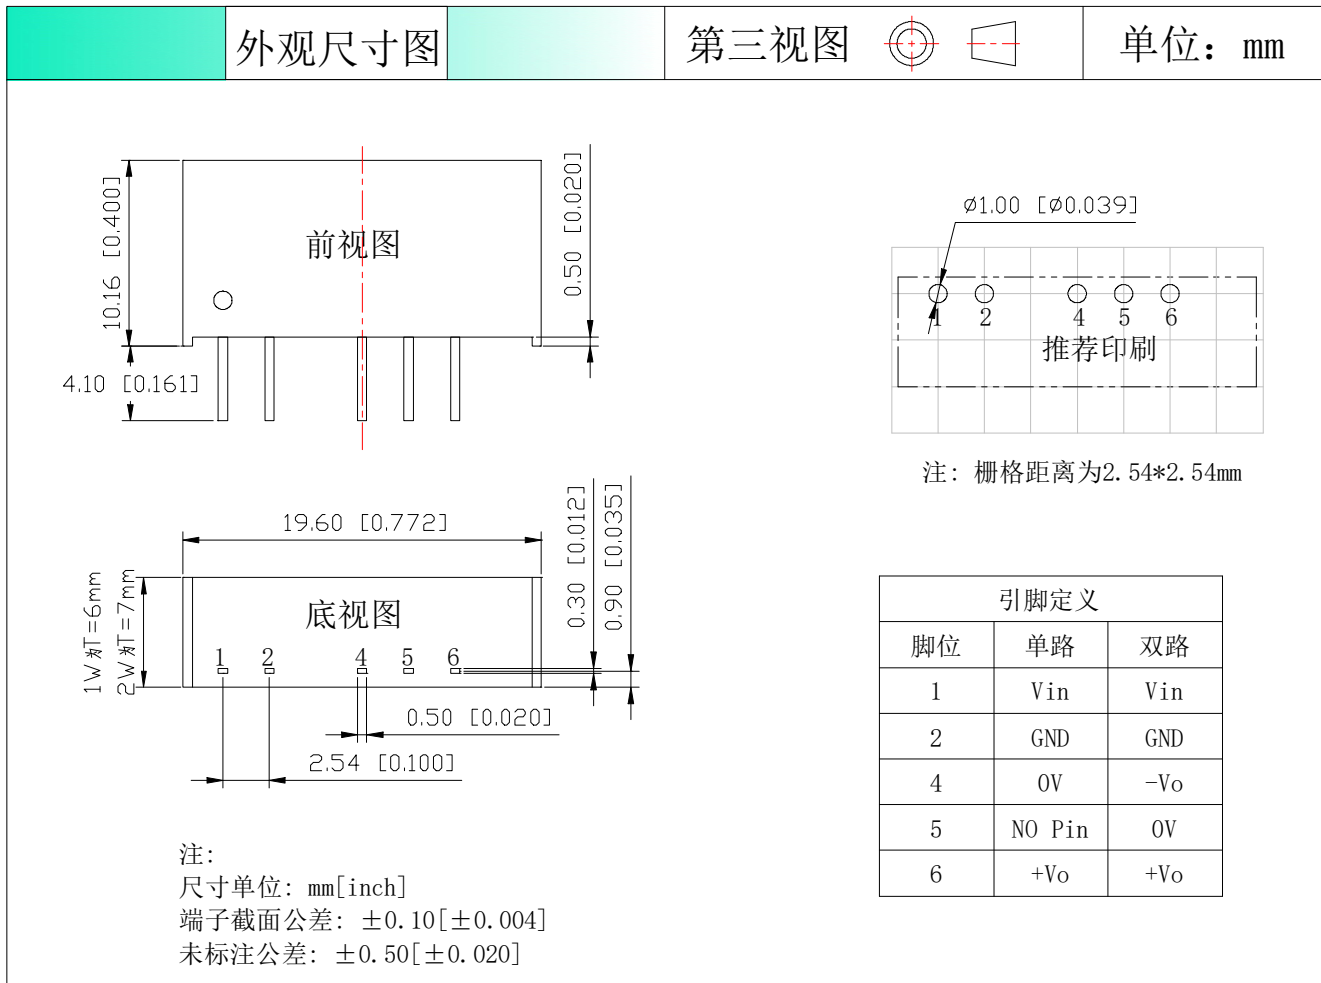 外观尺寸图
第三视图
单位：mm
10.16 [0.400]
前视图
0.50 [0.020]
4.10 [0.161]
⌀1.00 [⌀0.039]
1 2 4 5 6
推荐印刷
注: 栅格距离为2.54*2.54mm
19.60 [0.772]
0.30 [0.012]
0.90 [0.035]
1W为T=6mm
2W为T=7mm
底视图
1 2 4 5 6
0.50 [0.020]
2.54 [0.100]
引脚定义
脚位 单路 双路
1 Vin Vin
2 GND GND
4 0V -Vo
5 NO Pin 0V
6 +Vo +Vo
注:
尺寸单位: mm[inch]
端子截面公差: ±0.10[±0.004]
未标注公差: ±0.50[±0.020]